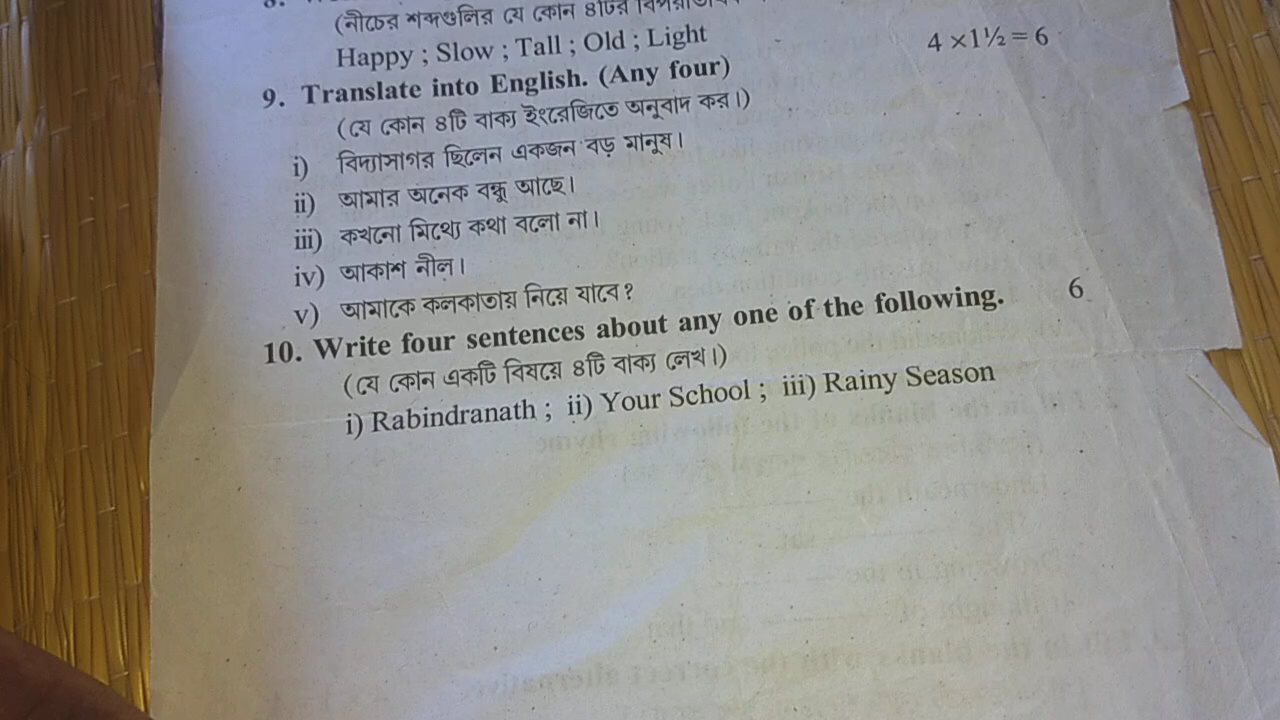 (নীচের শব্দগুলির যে কোন ৪টির
Happy ; Slow ; Tall ; Old ; Light
9. Translate into English. (Any four) 4 ×1½ = 6
(যে কোন ৪টি বাক্য ইংরেজিতে অনুবাদ কর।)
i) বিদ্যাসাগর ছিলেন একজন বড় মানুষ।
ii) আমার অনেক বন্ধু আছে।
iii) কখনো মিথ্যে কথা বলো না।
iv) আকাশ নীল।
v) আমাকে কলকাতায় নিয়ে যাবে?
10. Write four sentences about any one of the following. 6
(যে কোন একটি বিষয়ে ৪টি বাক্য লেখ।)
i) Rabindranath ; ii) Your School ; iii) Rainy Season